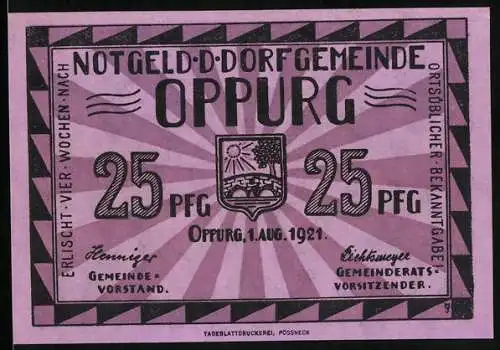 NOTGELD·D·DORFGEMEINDE
OPPURG
ERLISCHT·VIER·WOCHEN·NACH
ORTSÜBLICHER·BEKANNTGABE
25 PFG
25 PFG
OPPURG, 1. AUG. 1921.
Henniger
GEMEINDE-
VORSTAND.
GEMEINDERATS-
VORSITZENDER.
TAGEBLATTDRUCKEREI, PÖSSNECK